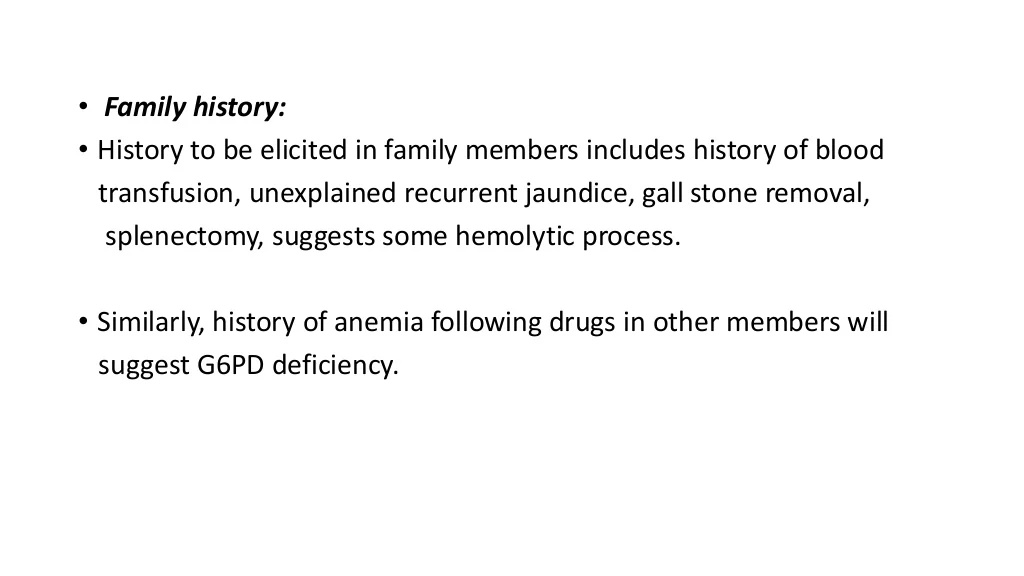 • Family history:
• History to be elicited in family members includes history of blood
transfusion, unexplained recurrent jaundice, gall stone removal,
splenectomy, suggests some hemolytic process.
• Similarly, history of anemia following drugs in other members will
suggest G6PD deficiency.